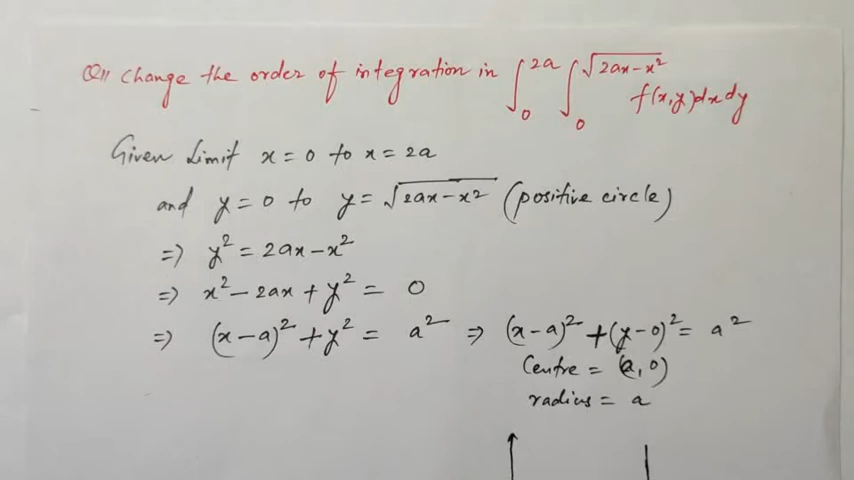 Q11 Change the order of integration in ∫₀^2a ∫₀^√(2ax-x²) f(x,y)dxdy
Given Limit x=0 to x=2a
and y=0 to y=√(2ax-x²) (positive circle)
=> y²=2ax-x²
=> x²-2ax+y²=0
=> (x-a)²+y²=a² => (x-a)²+(y-0)²=a²
Centre=(a,0)
radius=a